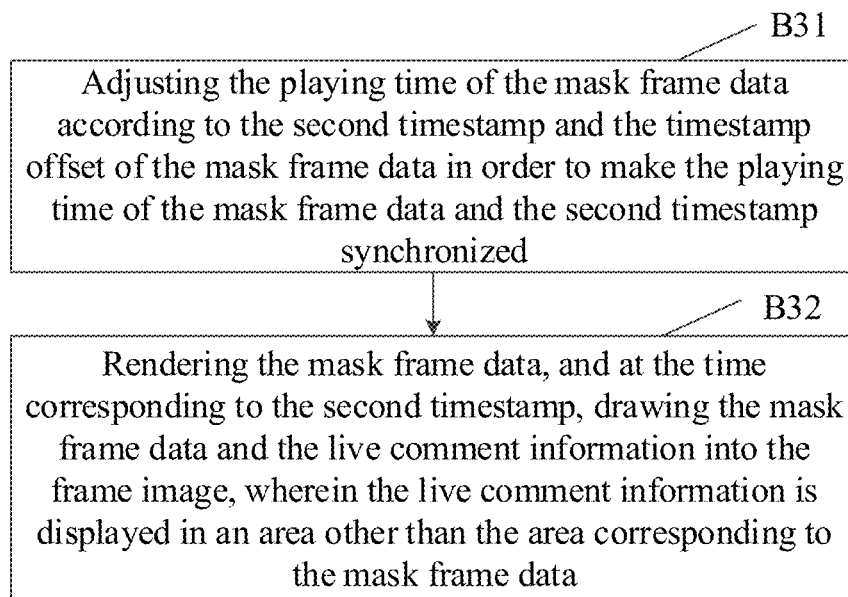 B31
Adjusting the playing time of the mask frame data
according to the second timestamp and the timestamp
offset of the mask frame data in order to make the playing
time of the mask frame data and the second timestamp
synchronized
B32
Rendering the mask frame data, and at the time
corresponding to the second timestamp, drawing the mask
frame data and the live comment information into the
frame image, wherein the live comment information is
displayed in an area other than the area corresponding to
the mask frame data